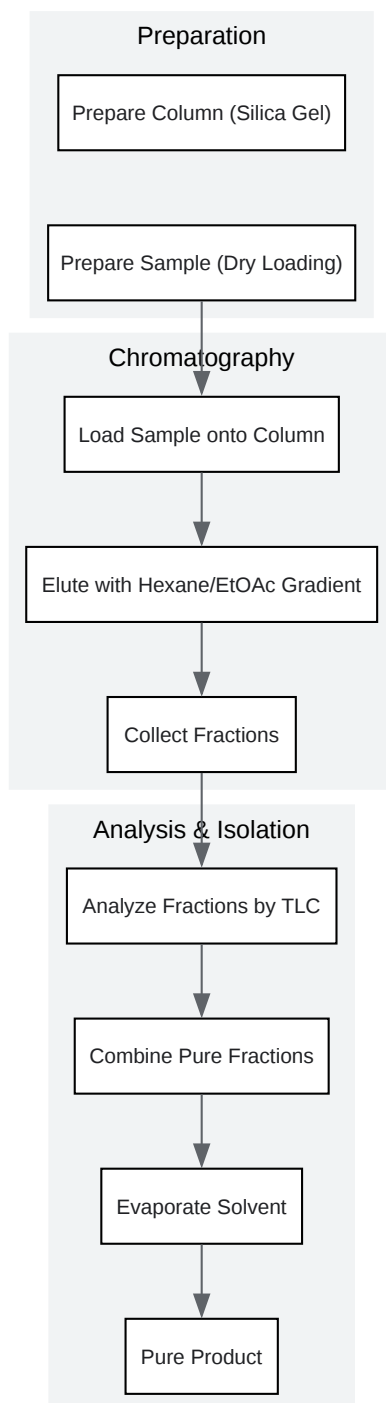 Preparation
Prepare Column (Silica Gel)
Prepare Sample (Dry Loading)
Chromatography
Load Sample onto Column
Elute with Hexane/EtOAc Gradient
Collect Fractions
Analysis & Isolation
Analyze Fractions by TLC
Combine Pure Fractions
Evaporate Solvent
Pure Product